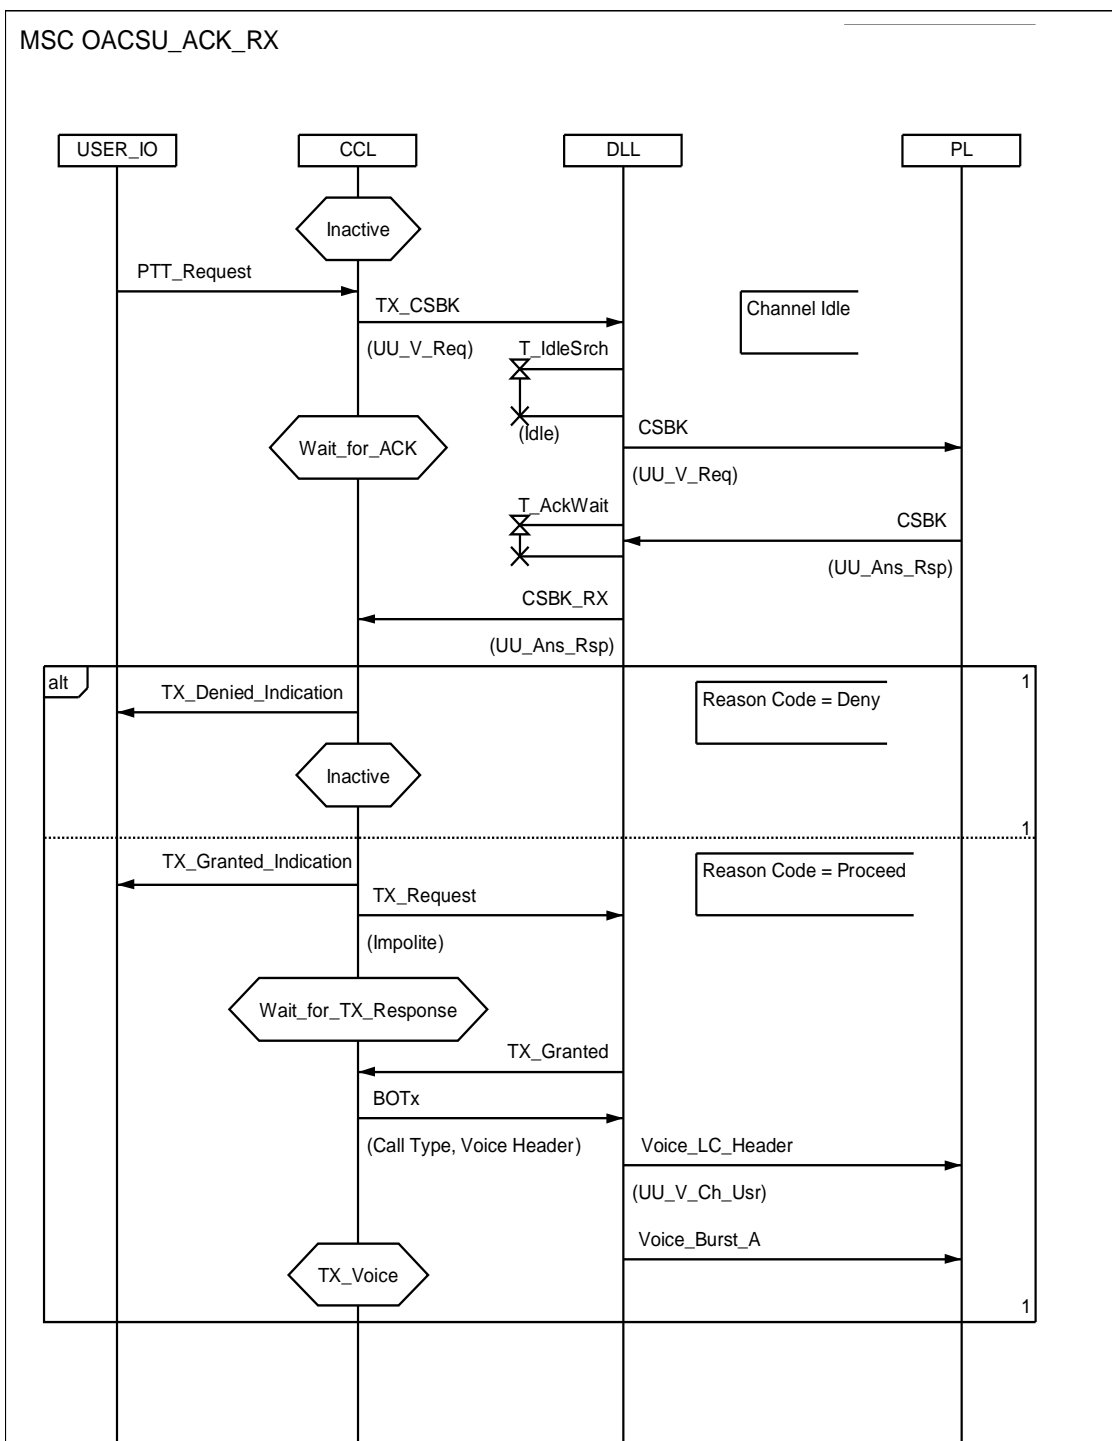 MSC OACSU_ACK_RX
USER_IO
CCL
DLL
PL
Inactive
PTT_Request
TX_CSBK
Channel Idle
(UU_V_Req)
T_IdleSrch
(Idle)
Wait_for_ACK
CSBK
(UU_V_Req)
T_AckWait
CSBK
(UU_Ans_Rsp)
CSBK_RX
(UU_Ans_Rsp)
alt
1
TX_Denied_Indication
Reason Code = Deny
Inactive
1
TX_Granted_Indication
Reason Code = Proceed
TX_Request
(Impolite)
Wait_for_TX_Response
TX_Granted
BOTx
(Call Type, Voice Header)
Voice_LC_Header
(UU_V_Ch_Usr)
Voice_Burst_A
TX_Voice
1